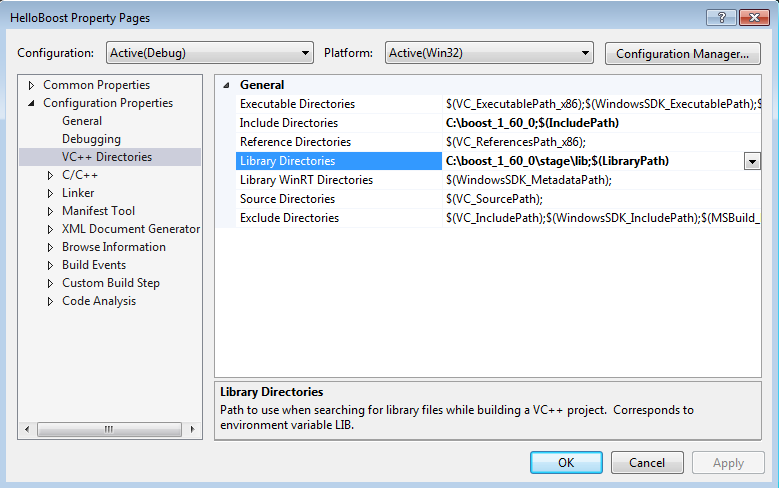 HelloBoost Property Pages
Configuration: Active(Debug) Platform: Active(Win32) Configuration Manager...
Common Properties
Configuration Properties
General
Debugging
VC++ Directories
C/C++
Linker
Manifest Tool
XML Document Generator
Browse Information
Build Events
Custom Build Step
Code Analysis
General
Executable Directories $(VC_ExecutablePath_x86);$(WindowsSDK_ExecutablePath);$
Include Directories C:\boost_1_60_0;$(IncludePath)
Reference Directories $(VC_ReferencesPath_x86);
Library Directories C:\boost_1_60_0\stage\lib;$(LibraryPath)
Library WinRT Directories $(WindowsSDK_MetadataPath);
Source Directories $(VC_SourcePath);
Exclude Directories $(VC_IncludePath);$(WindowsSDK_IncludePath);$(MSBuild_
Library Directories
Path to use when searching for library files while building a VC++ project. Corresponds to
environment variable LIB.
OK Cancel Apply